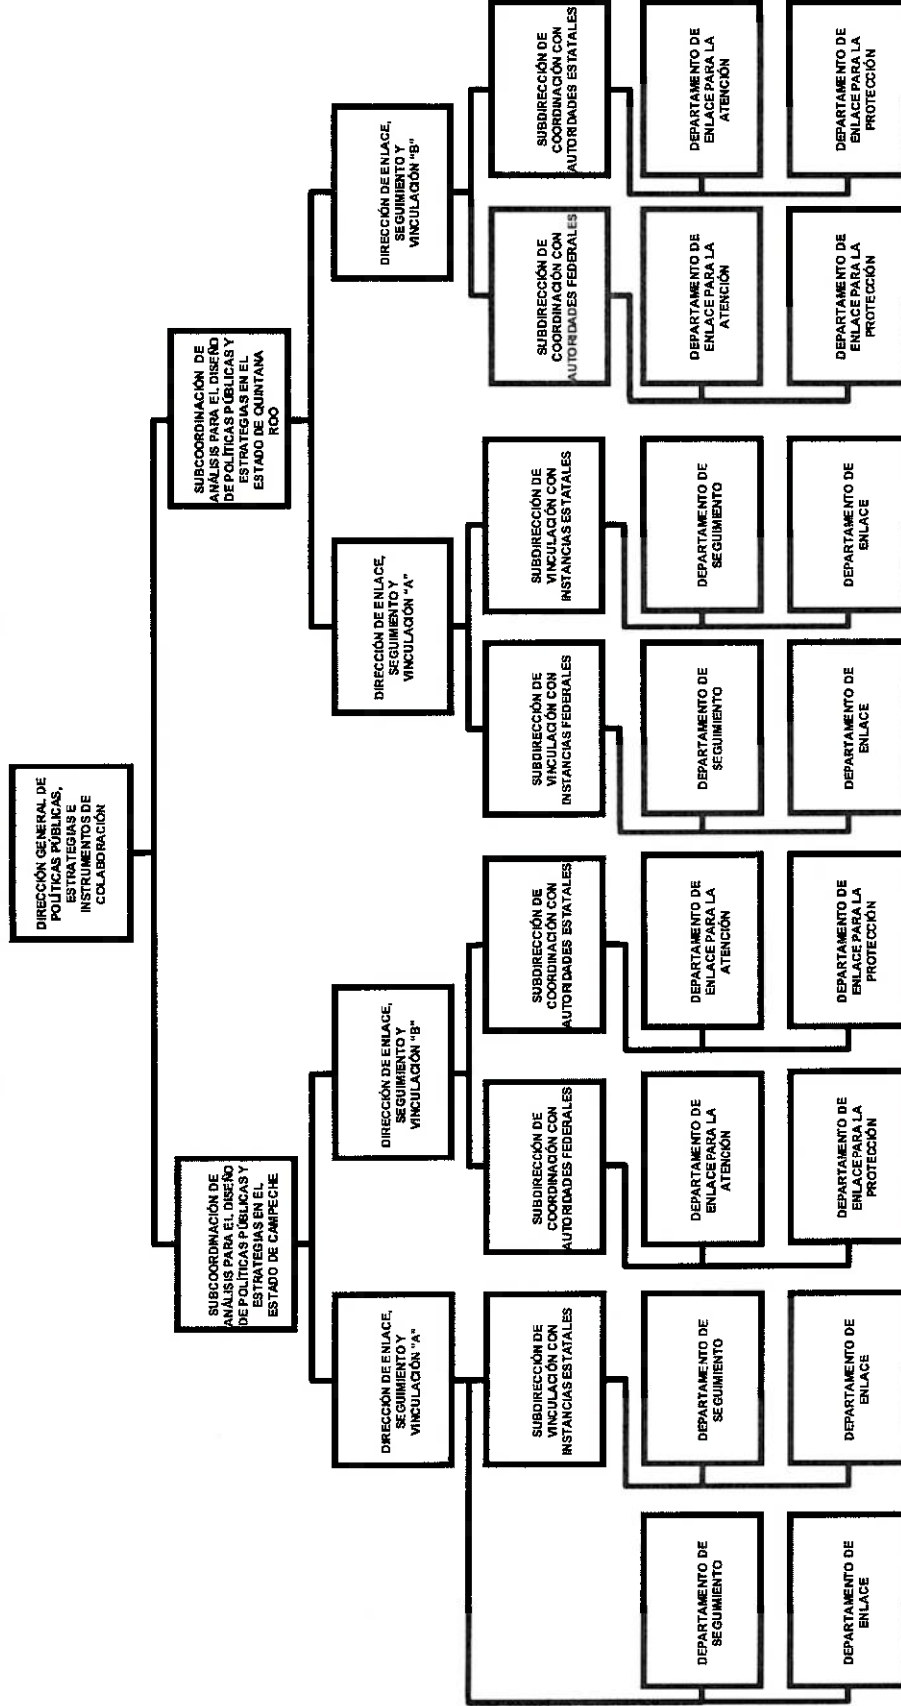 DIRECCIÓN GENERAL DE
POLÍTICAS PÚBLICAS,
ESTRATEGIAS E
INSTRUMENTOS DE
COLABORACIÓN
SUBCOORDINACIÓN DE
ANÁLISIS PARA EL DISEÑO
DE POLÍTICAS PÚBLICAS Y
ESTRATEGIAS EN EL
ESTADO DE CAMPECHE
SUBCOORDINACIÓN DE
ANÁLISIS PARA EL DISEÑO
DE POLÍTICAS PÚBLICAS Y
ESTRATEGIAS EN EL
ESTADO DE QUINTANA
ROO
DIRECCIÓN DE ENLACE,
SEGUIMIENTO Y
VINCULACIÓN "A"
DIRECCIÓN DE ENLACE,
SEGUIMIENTO Y
VINCULACIÓN "B"
DIRECCIÓN DE ENLACE,
SEGUIMIENTO Y
VINCULACIÓN "A"
DIRECCIÓN DE ENLACE,
SEGUIMIENTO Y
VINCULACIÓN "B"
SUBDIRECCIÓN DE
VINCULACIÓN CON
INSTANCIAS ESTATALES
SUBDIRECCIÓN DE
COORDINACIÓN CON
AUTORIDADES FEDERALES
SUBDIRECCIÓN DE
COORDINACIÓN CON
AUTORIDADES ESTATALES
SUBDIRECCIÓN DE
VINCULACIÓN CON
INSTANCIAS FEDERALES
SUBDIRECCIÓN DE
VINCULACIÓN CON
INSTANCIAS ESTATALES
SUBDIRECCIÓN DE
COORDINACIÓN CON
AUTORIDADES FEDERALES
SUBDIRECCIÓN DE
COORDINACIÓN CON
AUTORIDADES ESTATALES
DEPARTAMENTO DE
SEGUIMIENTO
DEPARTAMENTO DE
SEGUIMIENTO
DEPARTAMENTO DE
ENLACE PARA LA
ATENCIÓN
DEPARTAMENTO DE
ENLACE PARA LA
ATENCIÓN
DEPARTAMENTO DE
SEGUIMIENTO
DEPARTAMENTO DE
SEGUIMIENTO
DEPARTAMENTO DE
ENLACE PARA LA
ATENCIÓN
DEPARTAMENTO DE
ENLACE PARA LA
ATENCIÓN
DEPARTAMENTO DE
ENLACE
DEPARTAMENTO DE
ENLACE
DEPARTAMENTO DE
ENLACE PARA LA
PROTECCIÓN
DEPARTAMENTO DE
ENLACE PARA LA
PROTECCIÓN
DEPARTAMENTO DE
ENLACE
DEPARTAMENTO DE
ENLACE
DEPARTAMENTO DE
ENLACE PARA LA
PROTECCIÓN
DEPARTAMENTO DE
ENLACE PARA LA
PROTECCIÓN